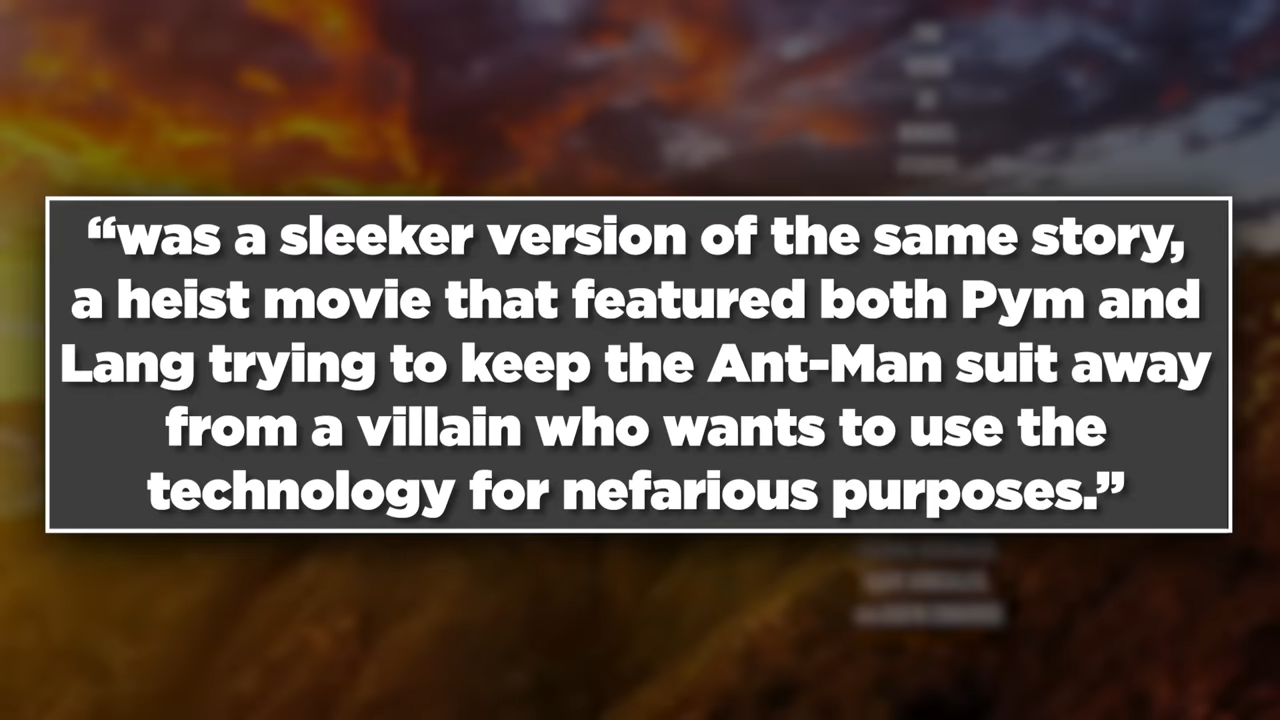 “was a sleeker version of the same story,
a heist movie that featured both Pym and
Lang trying to keep the Ant-Man suit away
from a villain who wants to use the
technology for nefarious purposes.”